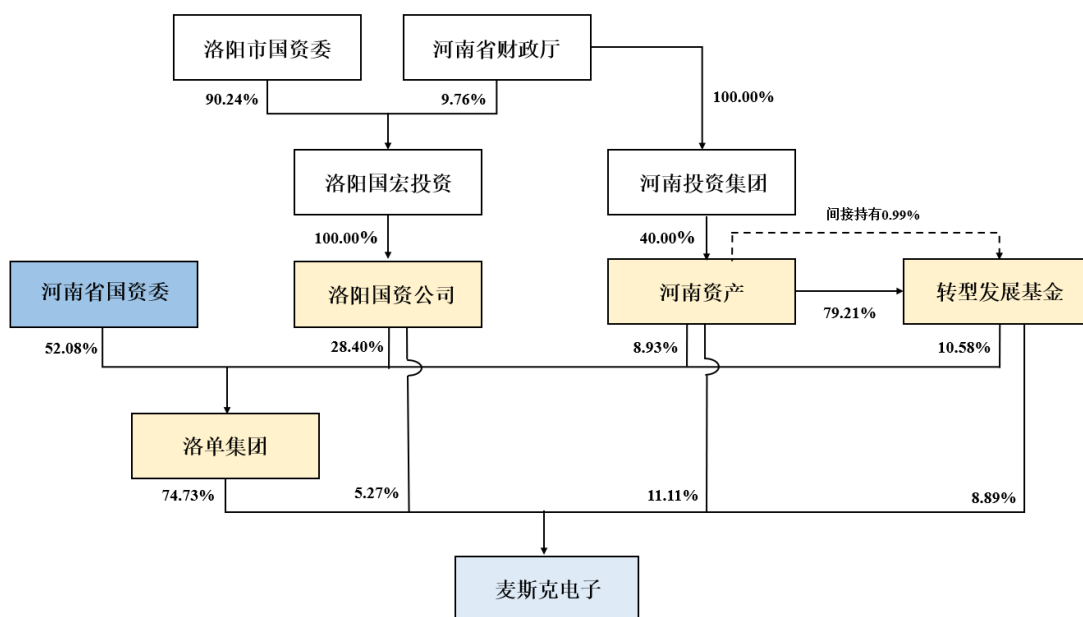 洛阳市国资委
河南省财政厅
90.24%
9.76%
100.00%
洛阳国宏投资
河南投资集团
间接持有0.99%
100.00%
40.00%
河南省国资委
洛阳国资公司
河南资产
转型发展基金
79.21%
52.08%
28.40%
8.93%
10.58%
洛单集团
74.73%
5.27%
11.11%
8.89%
麦斯克电子